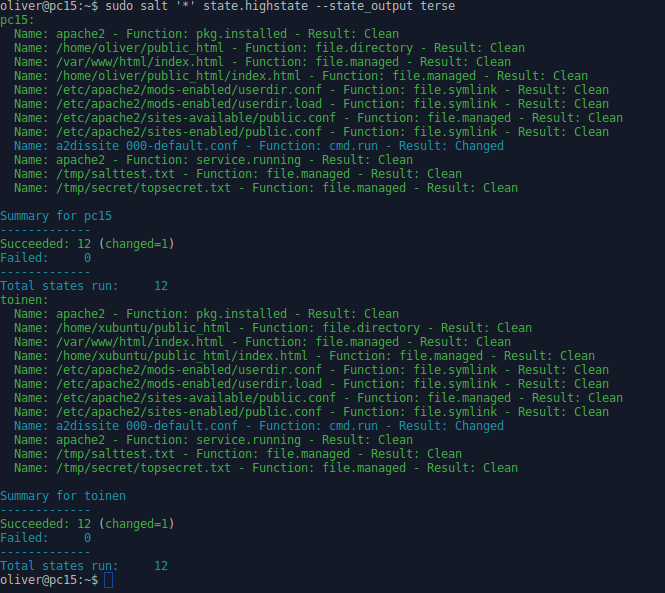 oliver@pc15:~$ sudo salt '*' state.highstate --state_output terse
pc15:
  Name: apache2 - Function: pkg.installed - Result: Clean
  Name: /home/oliver/public_html - Function: file.directory - Result: Clean
  Name: /var/www/html/index.html - Function: file.managed - Result: Clean
  Name: /home/oliver/public_html/index.html - Function: file.managed - Result: Clean
  Name: /etc/apache2/mods-enabled/userdir.conf - Function: file.symlink - Result: Clean
  Name: /etc/apache2/mods-enabled/userdir.load - Function: file.symlink - Result: Clean
  Name: /etc/apache2/sites-available/public.conf - Function: file.managed - Result: Clean
  Name: /etc/apache2/sites-enabled/public.conf - Function: file.symlink - Result: Clean
  Name: a2dissite 000-default.conf - Function: cmd.run - Result: Changed
  Name: apache2 - Function: service.running - Result: Clean
  Name: /tmp/salttest.txt - Function: file.managed - Result: Clean
  Name: /tmp/secret/topsecret.txt - Function: file.managed - Result: Clean

Summary for pc15
-------------
Succeeded: 12 (changed=1)
Failed:     0
-------------
Total states run:     12
toinen:
  Name: apache2 - Function: pkg.installed - Result: Clean
  Name: /home/xubuntu/public_html - Function: file.directory - Result: Clean
  Name: /var/www/html/index.html - Function: file.managed - Result: Clean
  Name: /home/xubuntu/public_html/index.html - Function: file.managed - Result: Clean
  Name: /etc/apache2/mods-enabled/userdir.conf - Function: file.symlink - Result: Clean
  Name: /etc/apache2/mods-enabled/userdir.load - Function: file.symlink - Result: Clean
  Name: /etc/apache2/sites-available/public.conf - Function: file.managed - Result: Clean
  Name: /etc/apache2/sites-enabled/public.conf - Function: file.symlink - Result: Clean
  Name: a2dissite 000-default.conf - Function: cmd.run - Result: Changed
  Name: apache2 - Function: service.running - Result: Clean
  Name: /tmp/salttest.txt - Function: file.managed - Result: Clean
  Name: /tmp/secret/topsecret.txt - Function: file.managed - Result: Clean

Summary for toinen
-------------
Succeeded: 12 (changed=1)
Failed:     0
-------------
Total states run:     12
oliver@pc15:~$